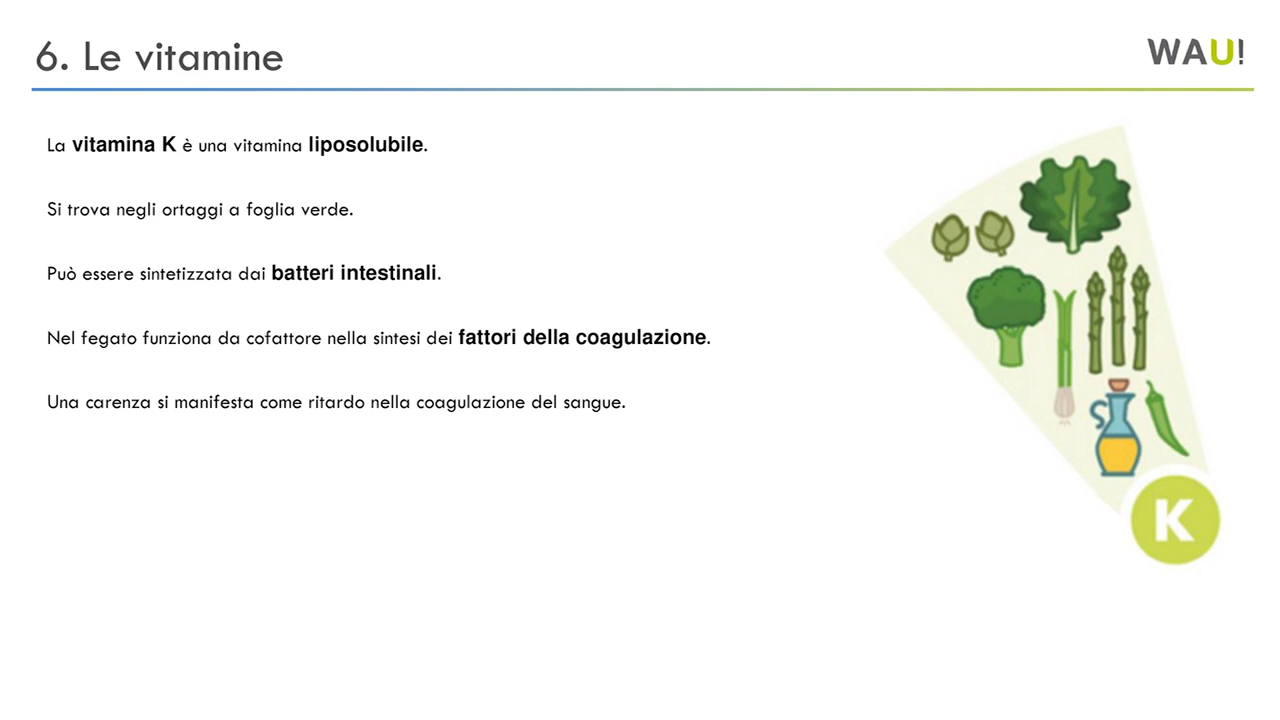 6. Le vitamine
WAU!
La vitamina K è una vitamina liposolubile.
Si trova negli ortaggi a foglia verde.
Può essere sintetizzata dai batteri intestinali.
Nel fegato funziona da cofattore nella sintesi dei fattori della coagulazione.
Una carenza si manifesta come ritardo nella coagulazione del sangue.
K